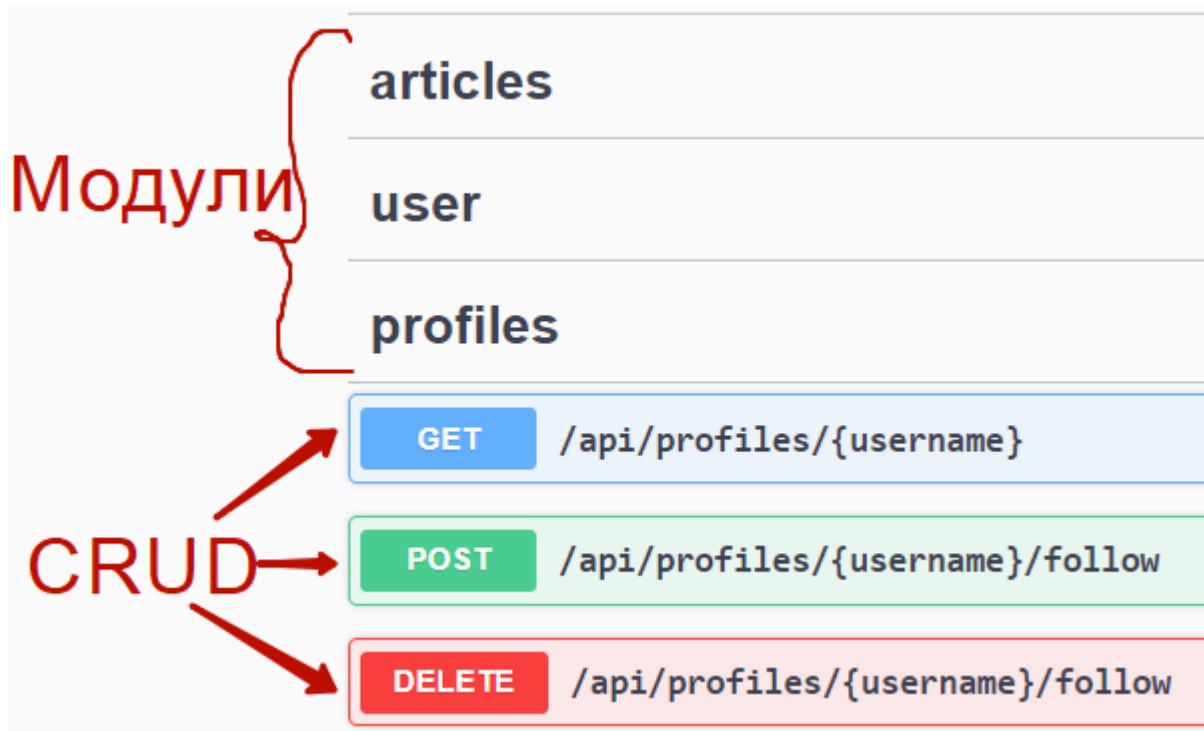 articles
Модули
user
profiles
GET /api/profiles/{username}
CRUD
POST /api/profiles/{username}/follow
DELETE /api/profiles/{username}/follow